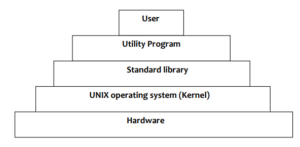 User
Utility Program
Standard library
UNIX operating system (Kernel)
Hardware